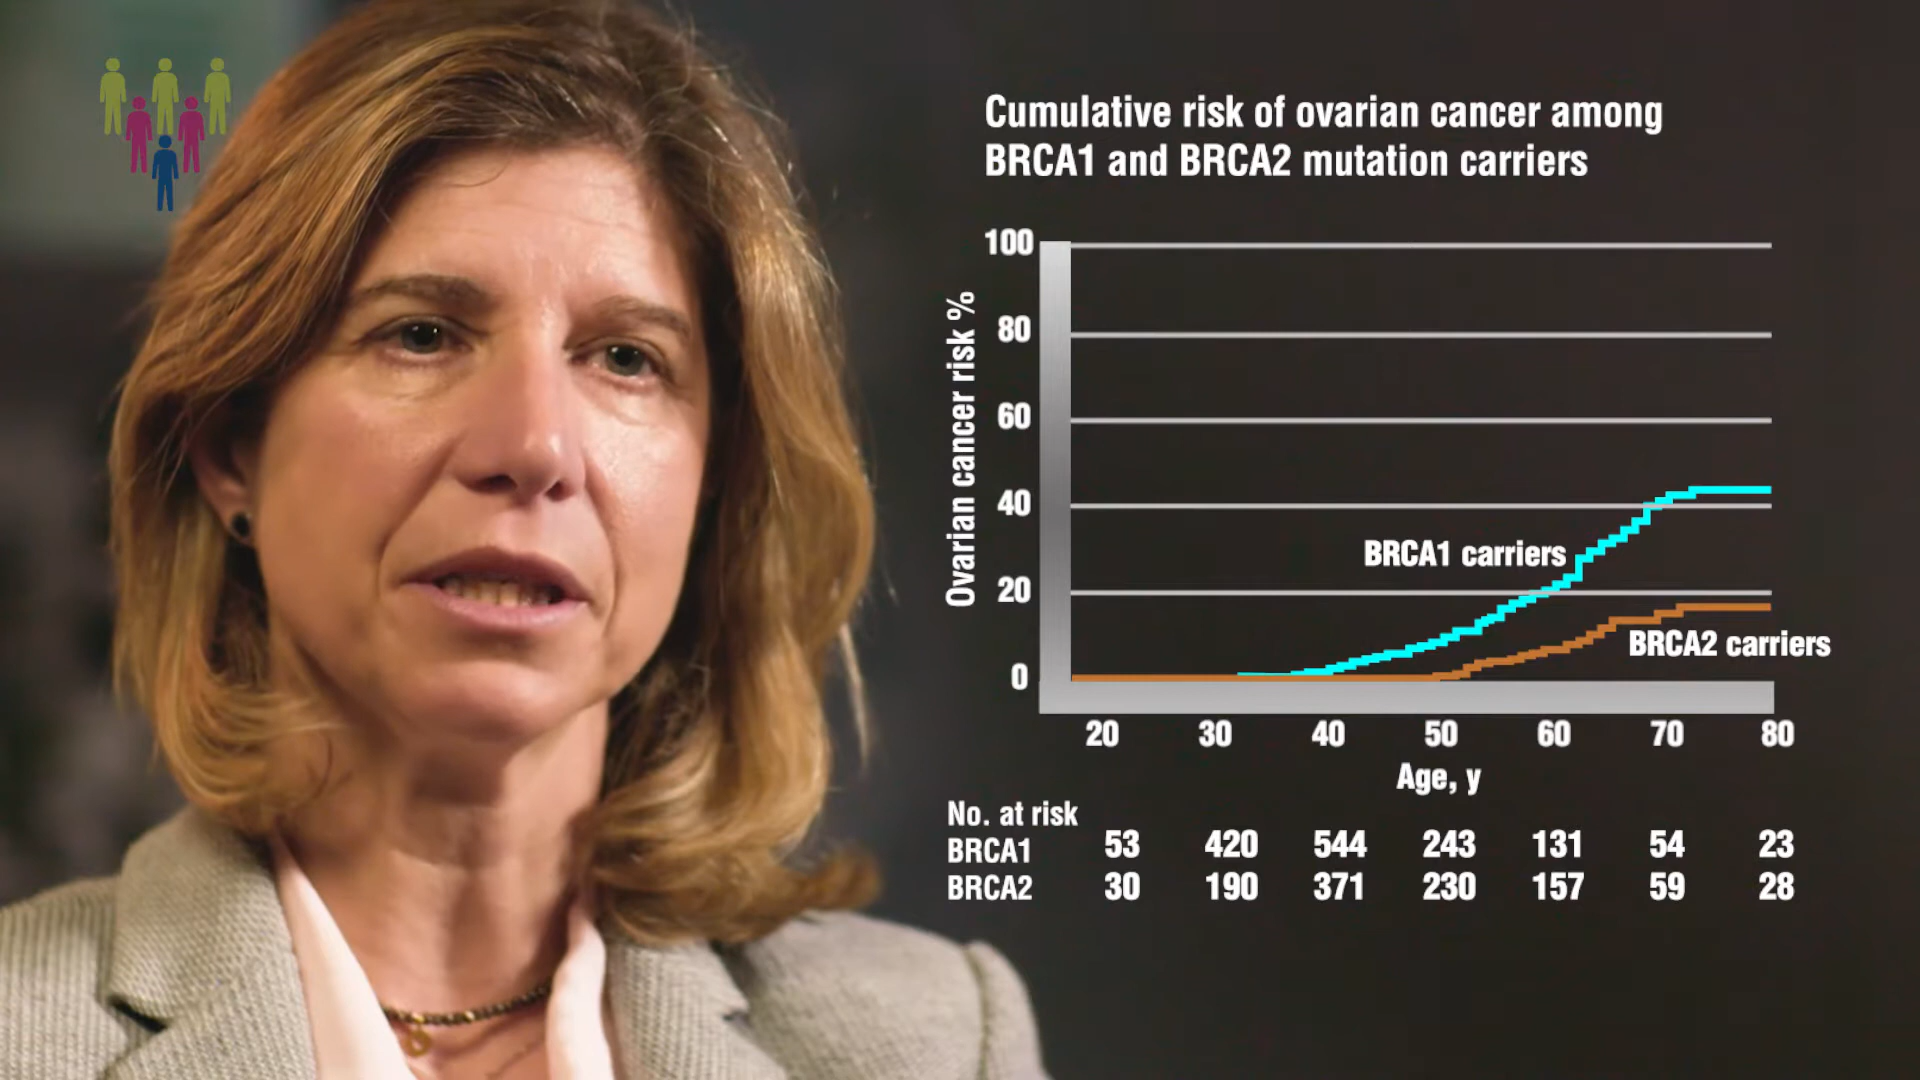 Cumulative risk of ovarian cancer among
BRCA1 and BRCA2 mutation carriers
Ovarian cancer risk %
100
80
60
40
20
0
BRCA1 carriers
BRCA2 carriers
20 30 40 50 60 70 80
Age, y
No. at risk
BRCA1 53 420 544 243 131 54 23
BRCA2 30 190 371 230 157 59 28